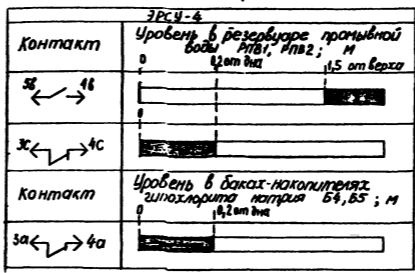 ЭРСУ-4
Контакт
Уровень в резервуаре промывной
воды РПВ1, РПВ2; м
0
0,2 от дна
1,5 от верха
5в 4в
0
3с 4с
Контакт
Уровень в баках-накопителях
гипохлорита натрия Б4, Б5; м
0
0,2 от дна
3а 4а